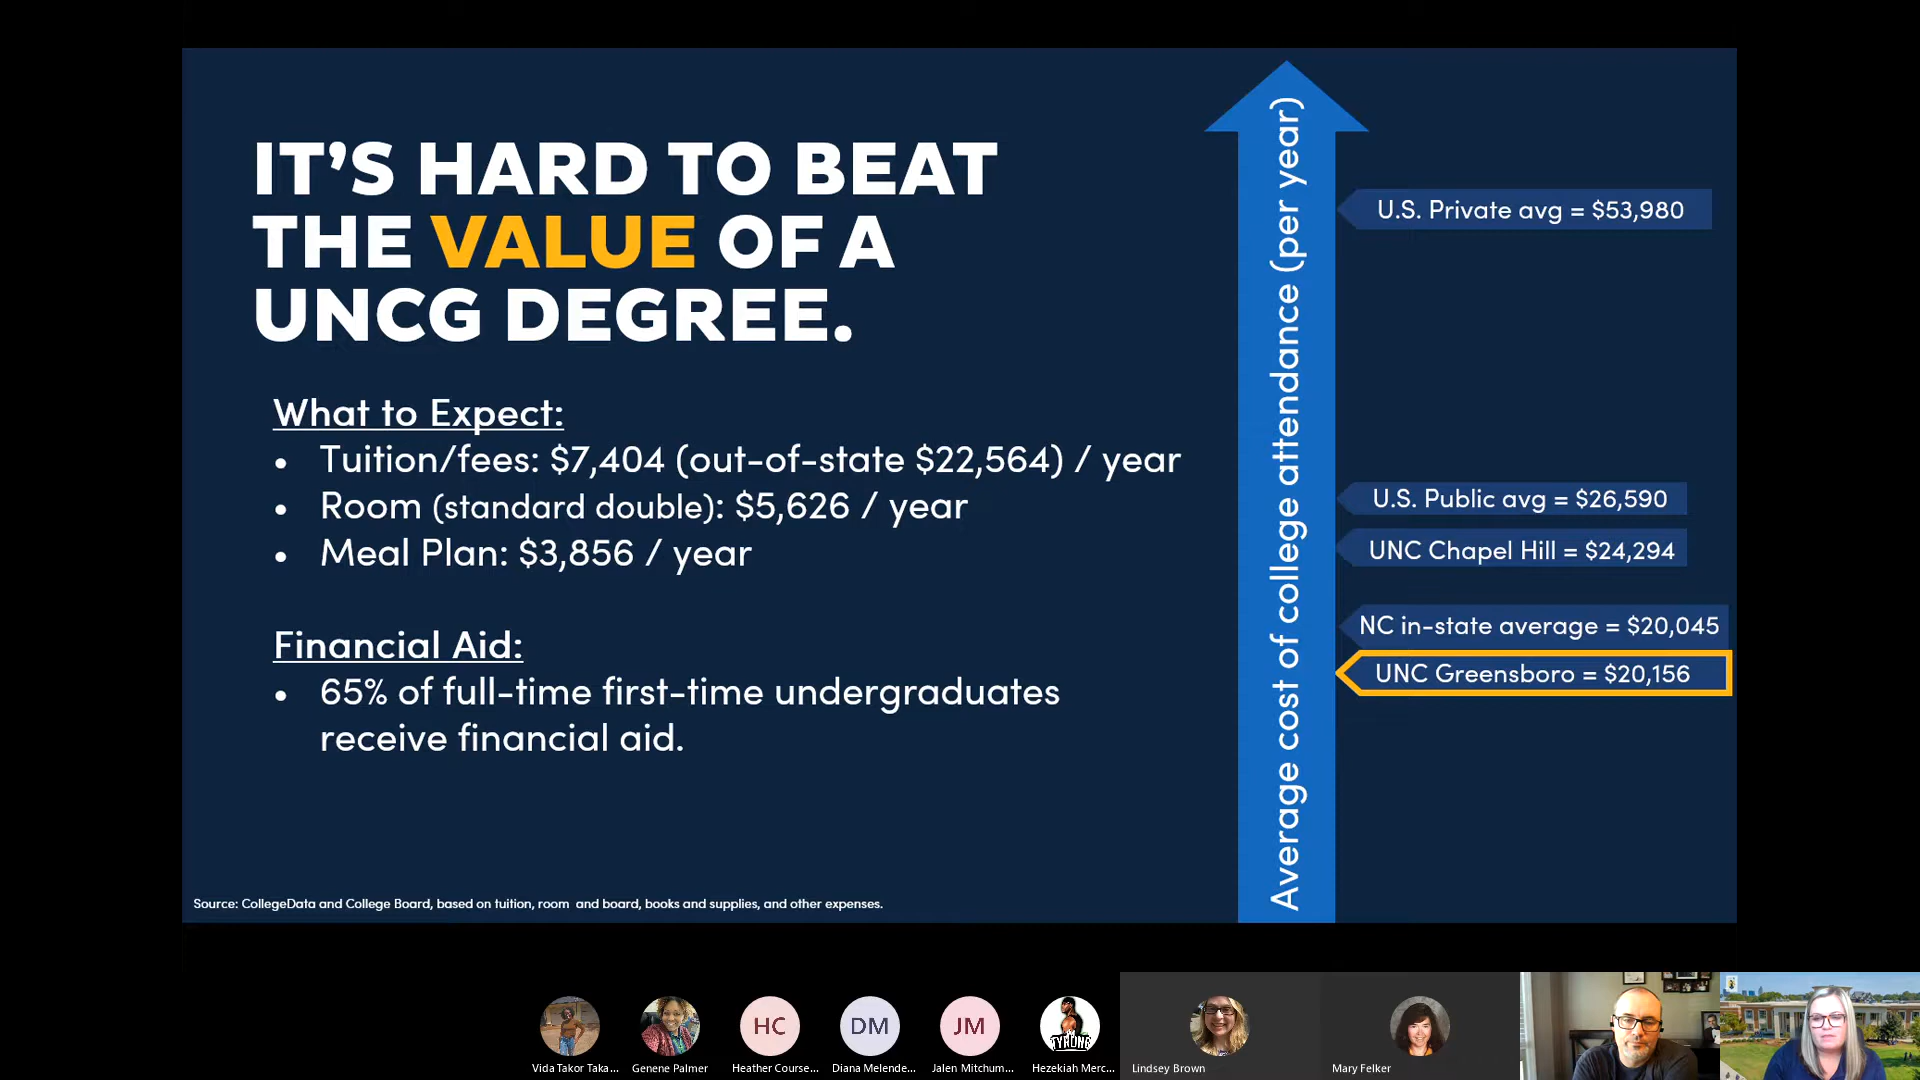 IT'S HARD TO BEAT
THE VALUE OF A
UNCG DEGREE.
What to Expect:
• Tuition/fees: $7,404 (out-of-state $22,564) / year
• Room (standard double): $5,626 / year
• Meal Plan: $3,856 / year
Financial Aid:
• 65% of full-time first-time undergraduates
receive financial aid.
Source: CollegeData and College Board, based on tuition, room and board, books and supplies, and other expenses.
Average cost of college attendance (per year)
U.S. Private avg = $53,980
U.S. Public avg = $26,590
UNC Chapel Hill = $24,294
NC in-state average = $20,045
UNC Greensboro = $20,156
HC
DM
JM
TYRONE
Vida Takor Taka...
Genene Palmer
Heather Course...
Diana Melende...
Jalen Mitchum...
Hezekiah Merc...
Lindsey Brown
Mary Felker